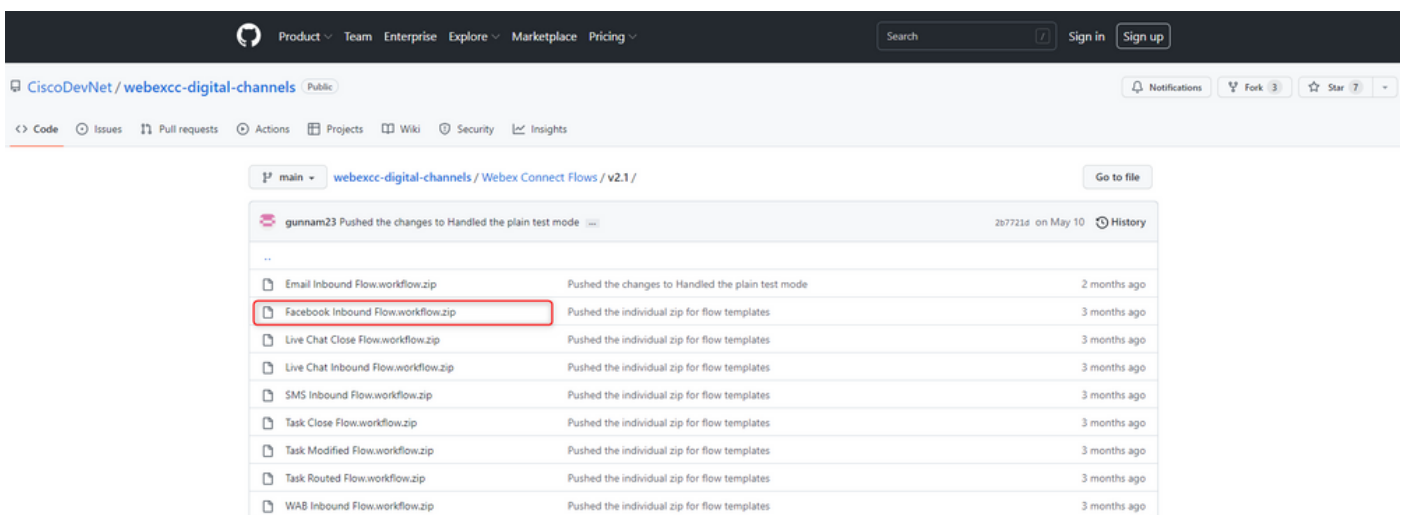 Product Team Enterprise Explore Marketplace Pricing Search / Sign in Sign up
CiscoDevNet / webexcc-digital-channels Public Notifications Fork 3 Star 7
<> Code Issues Pull requests Actions Projects Wiki Security Insights
main webexcc-digital-channels / Webex Connect Flows / v2.1 / Go to file
gunnam23 Pushed the changes to Handled the plain test mode ... 2b7721d on May 10 History
..
Email Inbound Flow.workflow.zip Pushed the changes to Handled the plain test mode 2 months ago
Facebook Inbound Flow.workflow.zip Pushed the individual zip for flow templates 3 months ago
Live Chat Close Flow.workflow.zip Pushed the individual zip for flow templates 3 months ago
Live Chat Inbound Flow.workflow.zip Pushed the individual zip for flow templates 3 months ago
SMS Inbound Flow.workflow.zip Pushed the individual zip for flow templates 3 months ago
Task Close Flow.workflow.zip Pushed the individual zip for flow templates 3 months ago
Task Modified Flow.workflow.zip Pushed the individual zip for flow templates 3 months ago
Task Routed Flow.workflow.zip Pushed the individual zip for flow templates 3 months ago
WAB Inbound Flow.workflow.zip Pushed the individual zip for flow templates 3 months ago